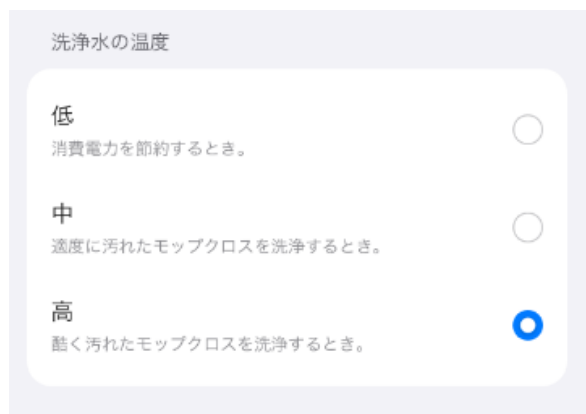 洗浄水の温度
低
消費電力を節約するとき。
中
適度に汚れたモップクロスを洗浄するとき。
高
酷く汚れたモップクロスを洗浄するとき。